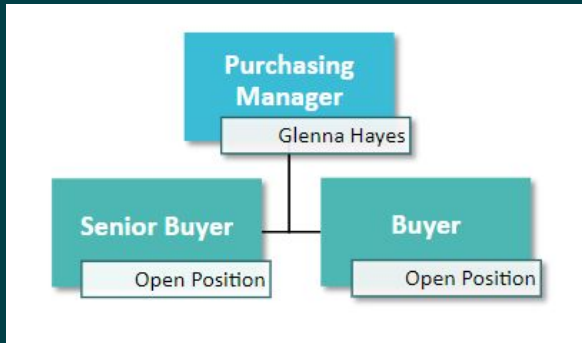 Purchasing
Manager
Glenna Hayes
Senior Buyer
Open Position
Buyer
Open Position